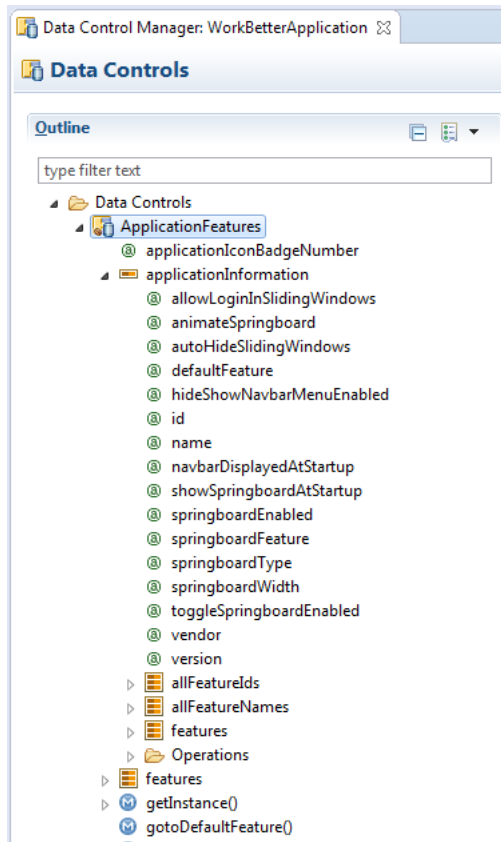 Data Control Manager: WorkBetterApplication
Data Controls
Outline
type filter text
Data Controls
ApplicationFeatures
applicationIconBadgeNumber
applicationInformation
allowLoginInSlidingWindows
animateSpringboard
autoHideSlidingWindows
defaultFeature
hideShowNavbarMenuEnabled
id
name
navbarDisplayedAtStartup
showSpringboardAtStartup
springboardEnabled
springboardFeature
springboardType
springboardWidth
toggleSpringboardEnabled
vendor
version
allFeatureIds
allFeatureNames
features
Operations
features
getInstance()
gotoDefaultFeature()